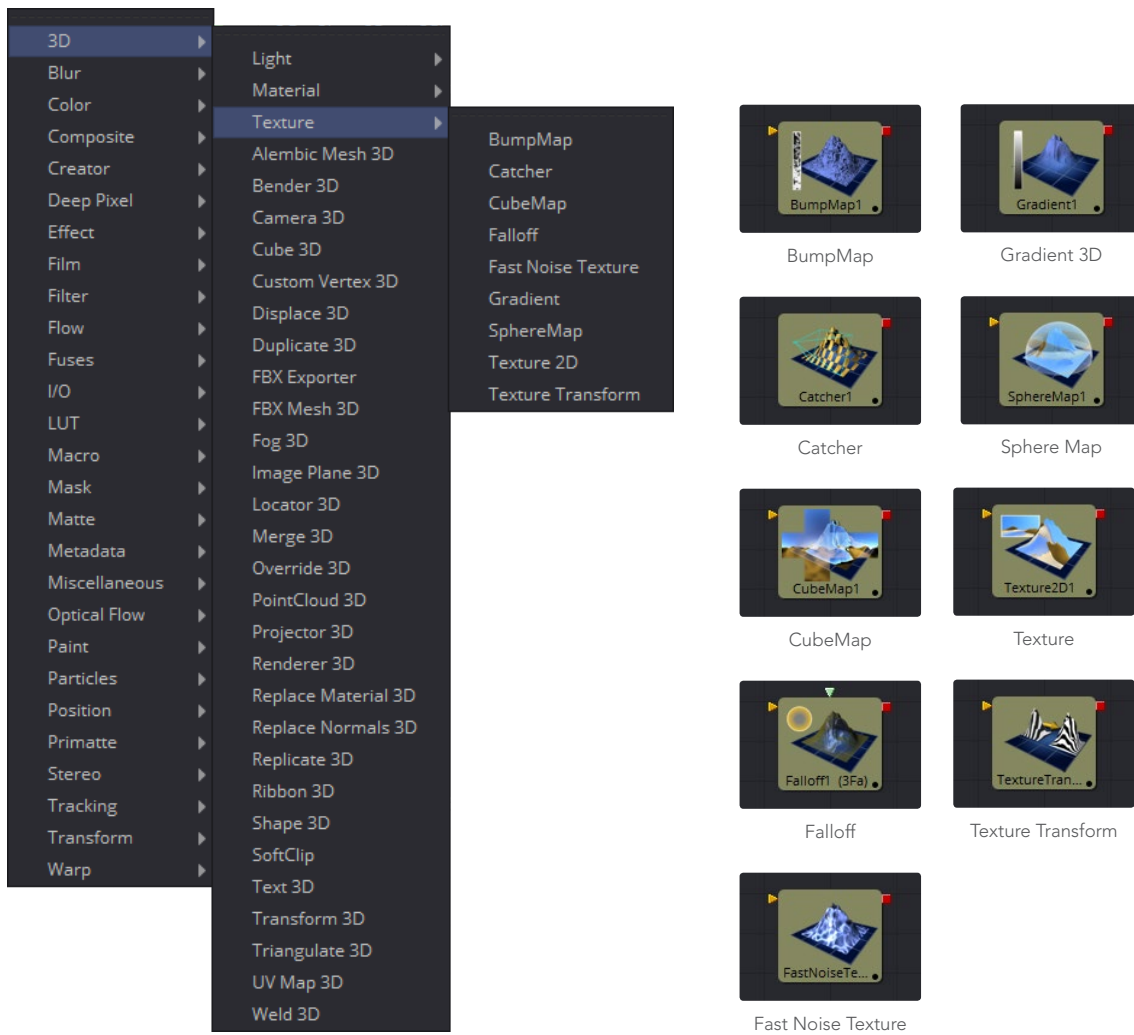 3D
Blur
Color
Composite
Creator
Deep Pixel
Effect
Film
Filter
Flow
Fuses
I/O
LUT
Macro
Mask
Matte
Metadata
Miscellaneous
Optical Flow
Paint
Particles
Position
Primatte
Stereo
Tracking
Transform
Warp
Light
Material
Texture
Alembic Mesh 3D
Bender 3D
Camera 3D
Cube 3D
Custom Vertex 3D
Displace 3D
Duplicate 3D
FBX Exporter
FBX Mesh 3D
Fog 3D
Image Plane 3D
Locator 3D
Merge 3D
Override 3D
PointCloud 3D
Projector 3D
Renderer 3D
Replace Material 3D
Replace Normals 3D
Replicate 3D
Ribbon 3D
Shape 3D
SoftClip
Text 3D
Transform 3D
Triangulate 3D
UV Map 3D
Weld 3D
BumpMap
Catcher
CubeMap
Falloff
Fast Noise Texture
Gradient
SphereMap
Texture 2D
Texture Transform
BumpMap1
BumpMap
Gradient1
Gradient 3D
Catcher1
Catcher
SphereMap1
Sphere Map
CubeMap1
CubeMap
Texture2D1
Texture
Falloff1 (3Fa)
Falloff
TextureTran...
Texture Transform
FastNoiseTe...
Fast Noise Texture